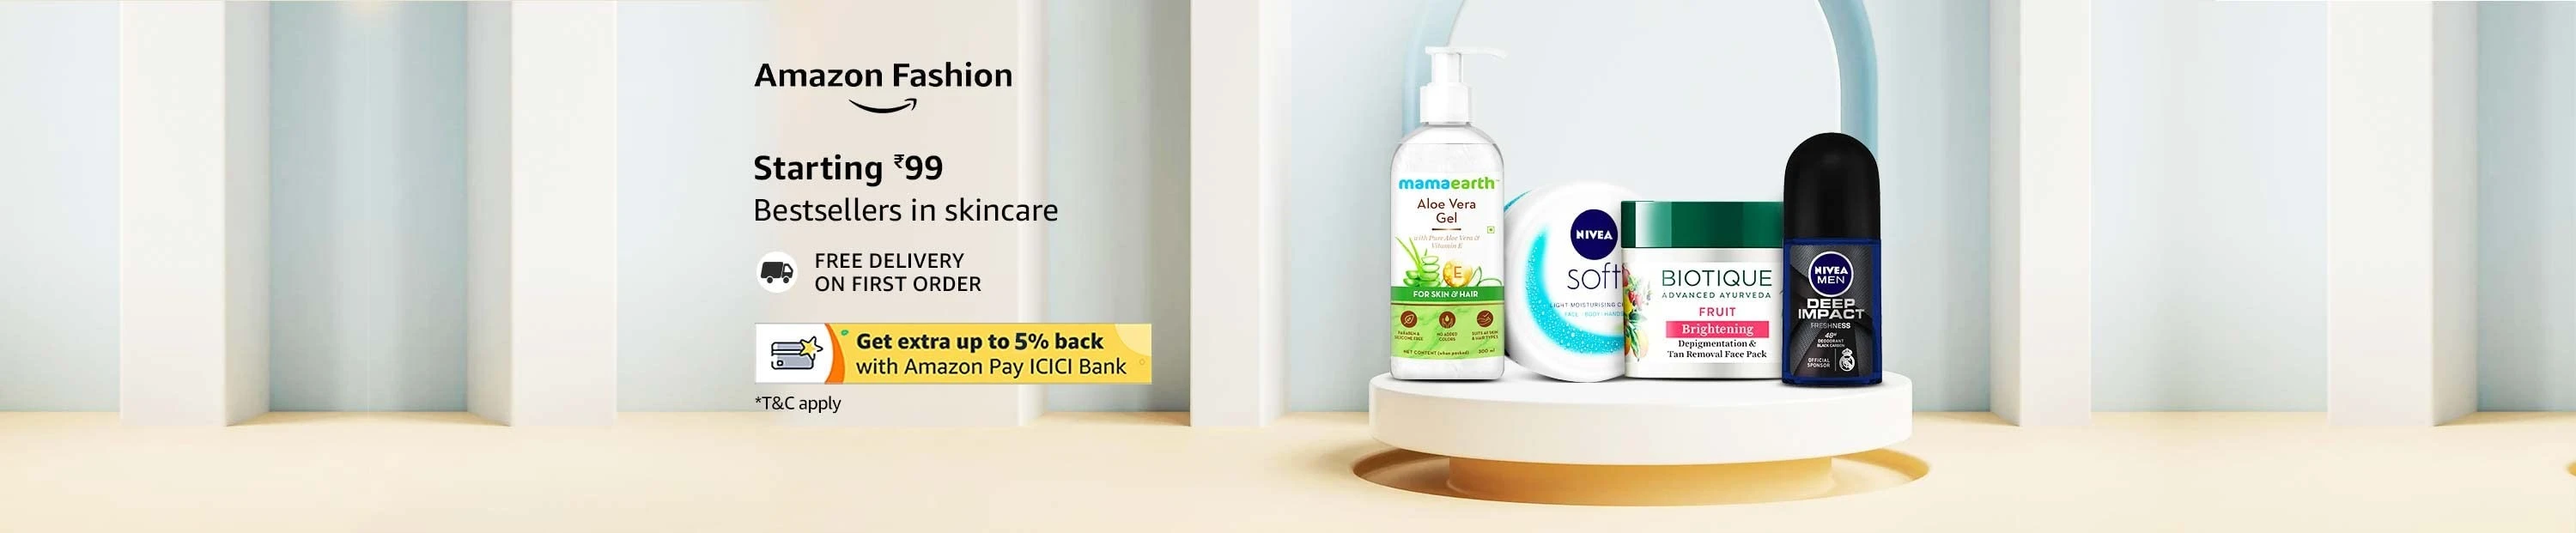 Amazon Fashion
Starting ₹99
Bestsellers in skincare
FREE DELIVERY
ON FIRST ORDER
Get extra up to 5% back
with Amazon Pay ICICI Bank
*T&C apply
mamaearth
Aloe Vera
Gel
with Pure Aloe Vera &
Vitamin E
E
FOR SKIN & HAIR
PARABEN &
SILICONE FREE
NO ADDED
COLORS
SUITS ALL SKIN
& HAIR TYPES
NET CONTENT (when packed) 300 ml
NIVEA
soft
LIGHT MOISTURISING
FACE · BODY · HANDS
BIOTIQUE
ADVANCED AYURVEDA
FRUIT
Brightening
Depigmentation &
Tan Removal Face Pack
NIVEA
MEN
DEEP
IMPACT
FRESHNESS
48H
DEODORANT
BLACK CARBON
OFFICIAL
SPONSOR